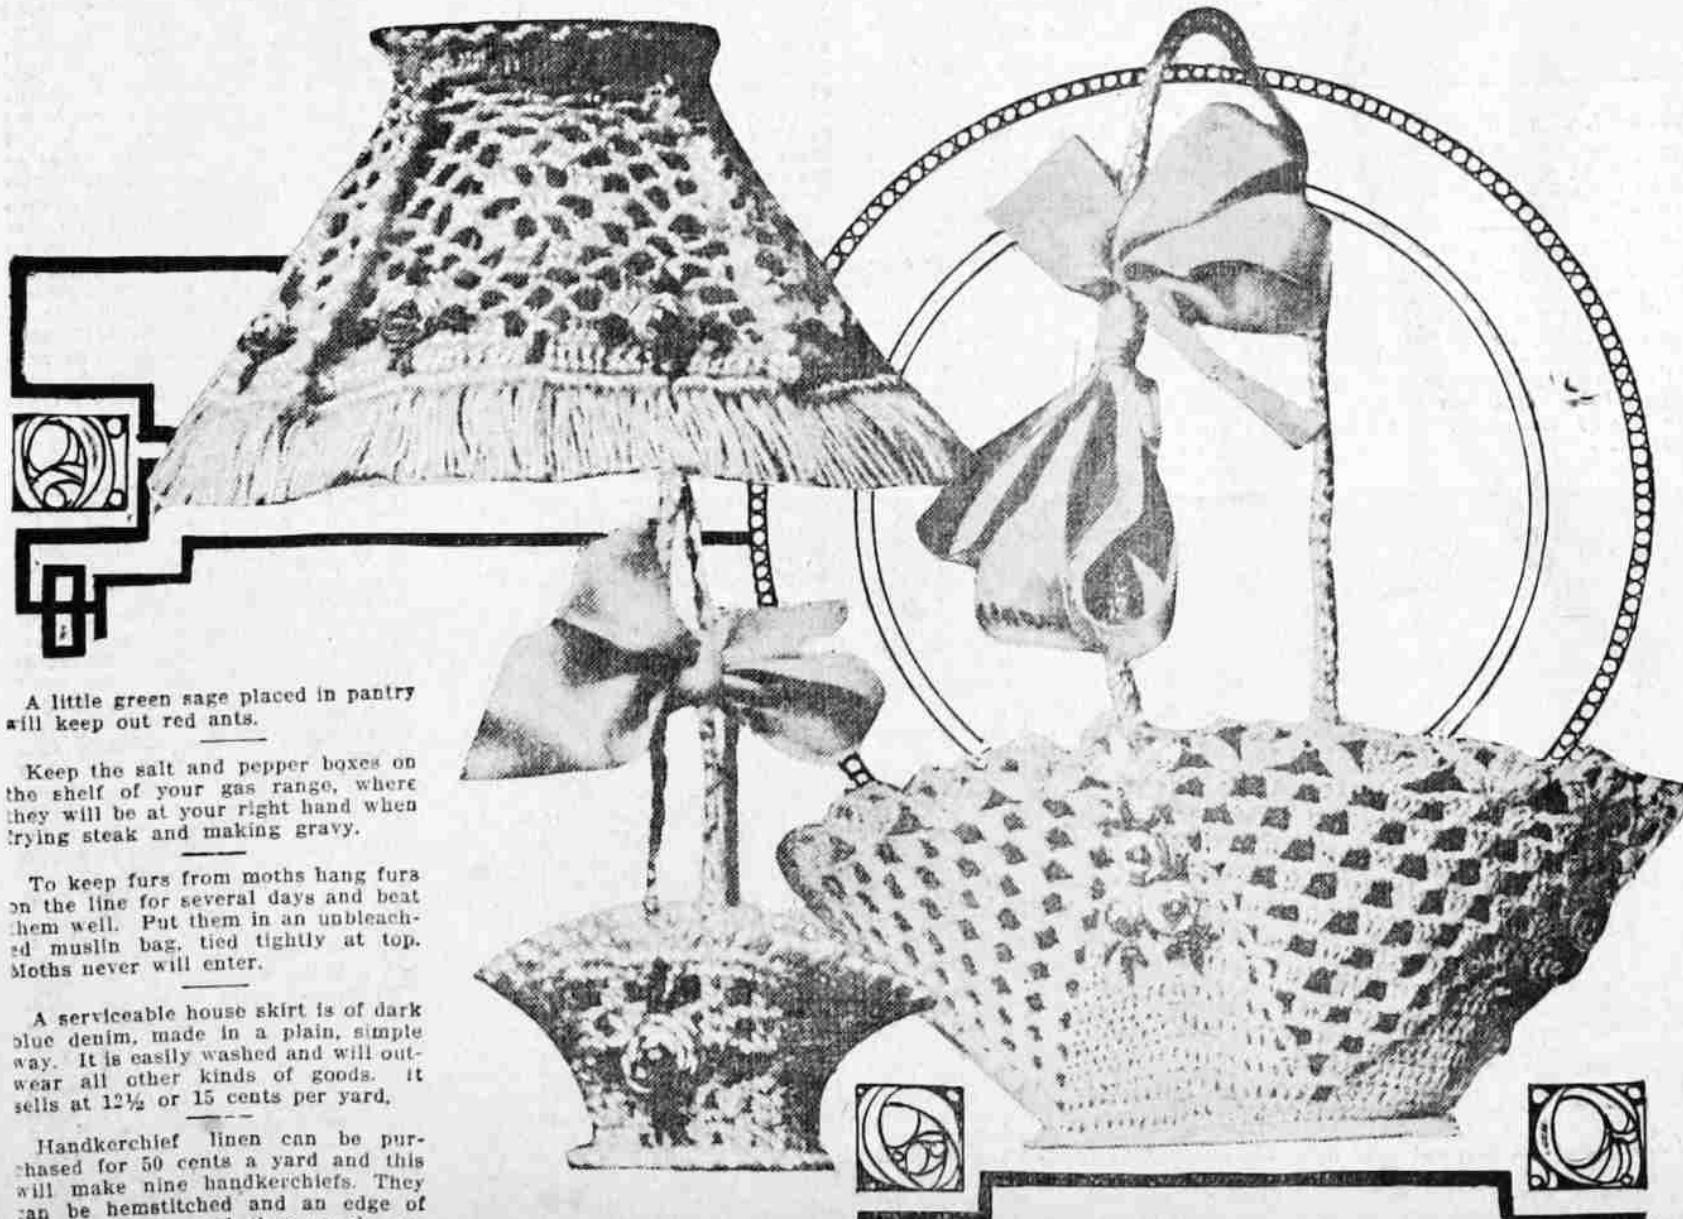 A little green sage placed in pantry
will keep out red ants.
Keep the salt and pepper boxes on
the shelf of your gas range, where
they will be at your right hand when
frying steak and making gravy.
To keep furs from moths hang furs
on the line for several days and beat
them well. Put them in an unbleach-
ed muslin bag, tied tightly at top.
Moths never will enter.
A serviceable house skirt is of dark
blue denim, made in a plain, simple
way. It is easily washed and will out-
wear all other kinds of goods. It
sells at 12½ or 15 cents per yard.
Handkerchief linen can be pur-
chased for 50 cents a yard and this
will make nine handkerchiefs. They
can be hemstitched and an edge of